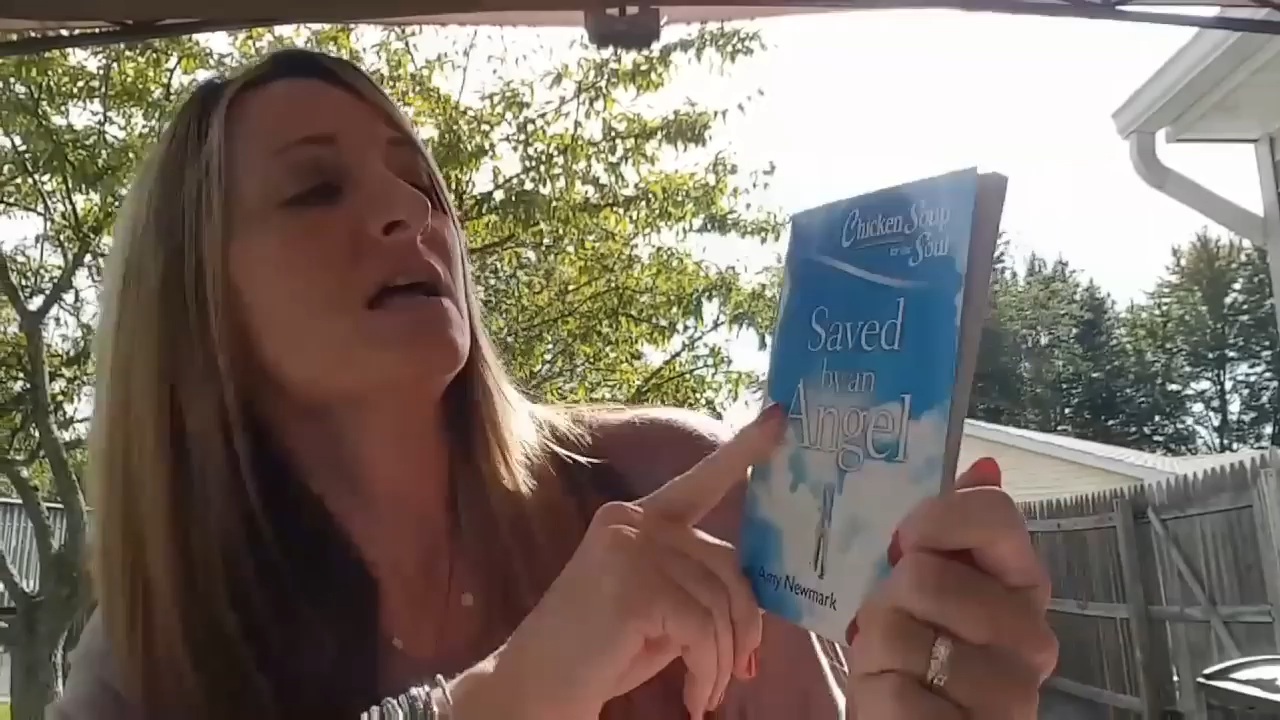 Chicken Soup
for the
Soul
Saved
by an
Angel
Amy Newmark